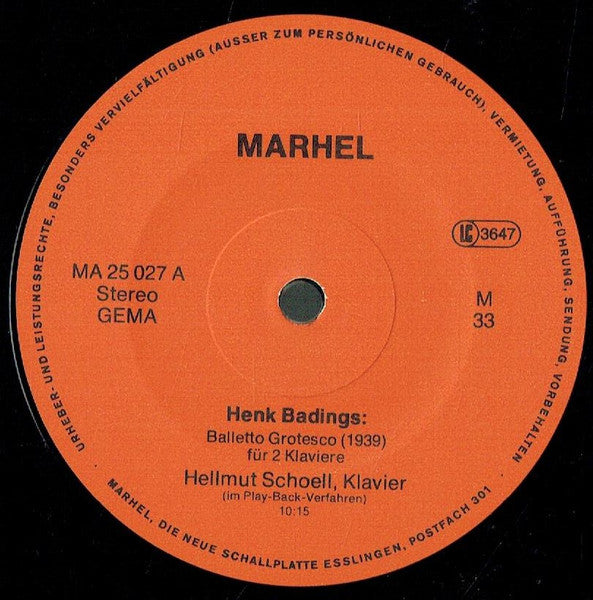 URHEBER- UND LEISTUNGSRECHTE, BESONDERS VERVIELFÄLTIGUNG (AUSSER ZUM PERSÖNLICHEN GEBRAUCH), VERMIETUNG, AUFFÜHRUNG, SENDUNG, VORBEHALTEN
MARHEL
LC 3647
MA 25 027 A
Stereo
GEMA
M
33
Henk Badings:
Balletto Grotesco (1939)
für 2 Klaviere
Hellmut Schoell, Klavier
(im Play-Back-Verfahren)
10:15
MARHEL, DIE NEUE SCHALLPLATTE ESSLINGEN, POSTFACH 301